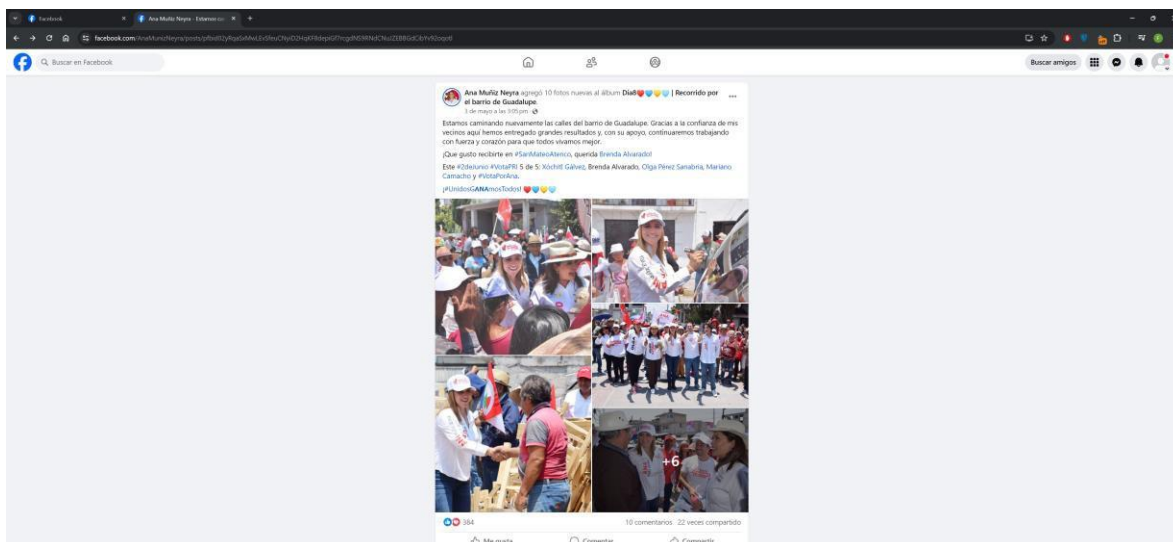 Facebook
Ana Muñiz Neyra - Estamos
Buscar en Facebook
Buscar amigos
Ana Muñiz Neyra agregó 10 fotos nuevas al álbum Día8❤️💙💛🩵 | Recorrido por
el barrio de Guadalupe.
3 de mayo a las 3:05 pm ·
Estamos caminando nuevamente las calles del barrio de Guadalupe. Gracias a la confianza de mis
vecinos aquí hemos entregado grandes resultados y, con su apoyo, continuaremos trabajando
con fuerza y corazón para que todos vivamos mejor.
¡Que gusto recibirte en #SanMateoAtenco, querida Brenda Alvarado!
Este #2deJunio #VotaPRI 5 de 5: Xóchitl Gálvez, Brenda Alvarado, Olga Pérez Sanabria, Mariano
Camacho y #VotaPorAna.
¡#UnidosGANAmosTodos! ❤️💙💛🩵
+6
384
10 comentarios 22 veces compartido
Me gusta Comentar Compartir